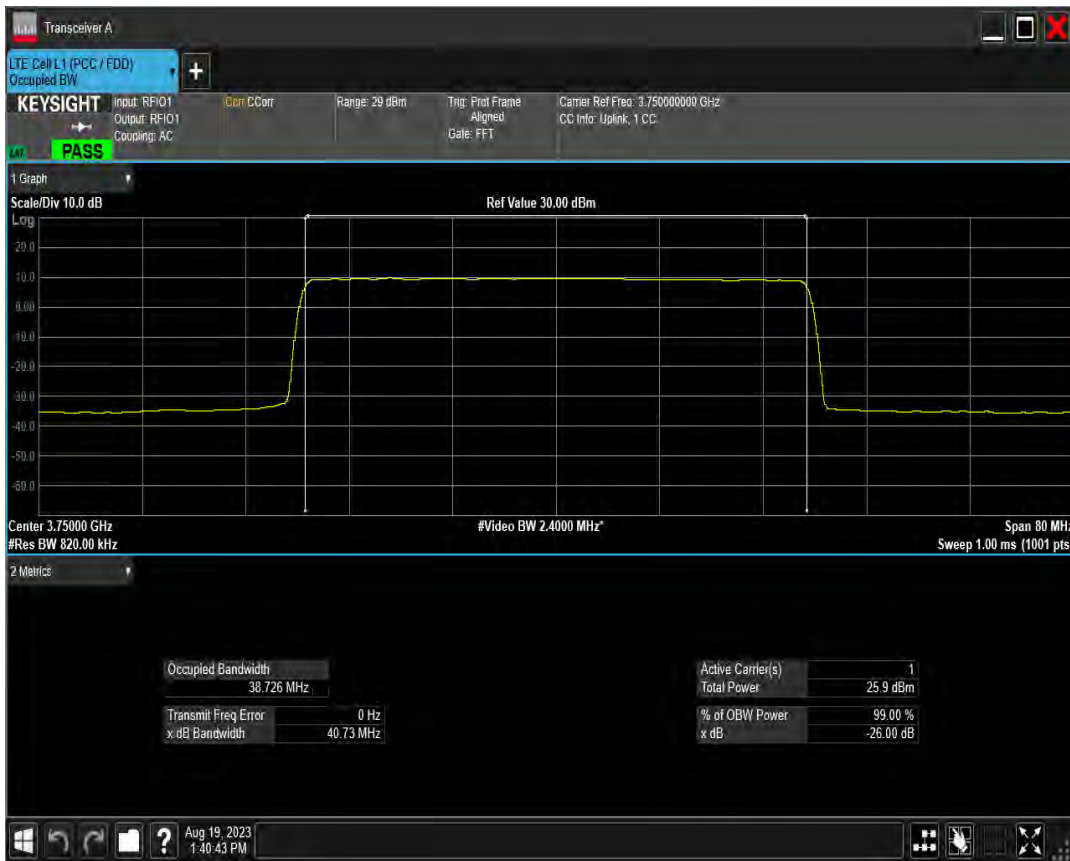 Transceiver A
LTE Cell L1 (PCC / FDD)
Occupied BW
+
KEYSIGHT
Input: RFIO1
Output: RFIO1
Coupling: AC
Corr CCorr
Range: 29 dBm
Trig: Prot Frame
Aligned
Gate: FFT
Carrier Ref Freq: 3.750000000 GHz
CC Info: Uplink, 1 CC
PASS
1 Graph
Scale/Div 10.0 dB
Ref Value 30.00 dBm
Log
20.0
10.0
0.00
-10.0
-20.0
-30.0
-40.0
-50.0
-60.0
Center 3.75000 GHz
#Video BW 2.4000 MHz*
Span 80 MHz
#Res BW 820.00 kHz
Sweep 1.00 ms (1001 pts
2 Metrics
Occupied Bandwidth
38.726 MHz
Transmit Freq Error 0 Hz
x dB Bandwidth 40.73 MHz
Active Carrier(s) 1
Total Power 25.9 dBm
% of OBW Power 99.00 %
x dB -26.00 dB
?
Aug 19, 2023
1:40:43 PM